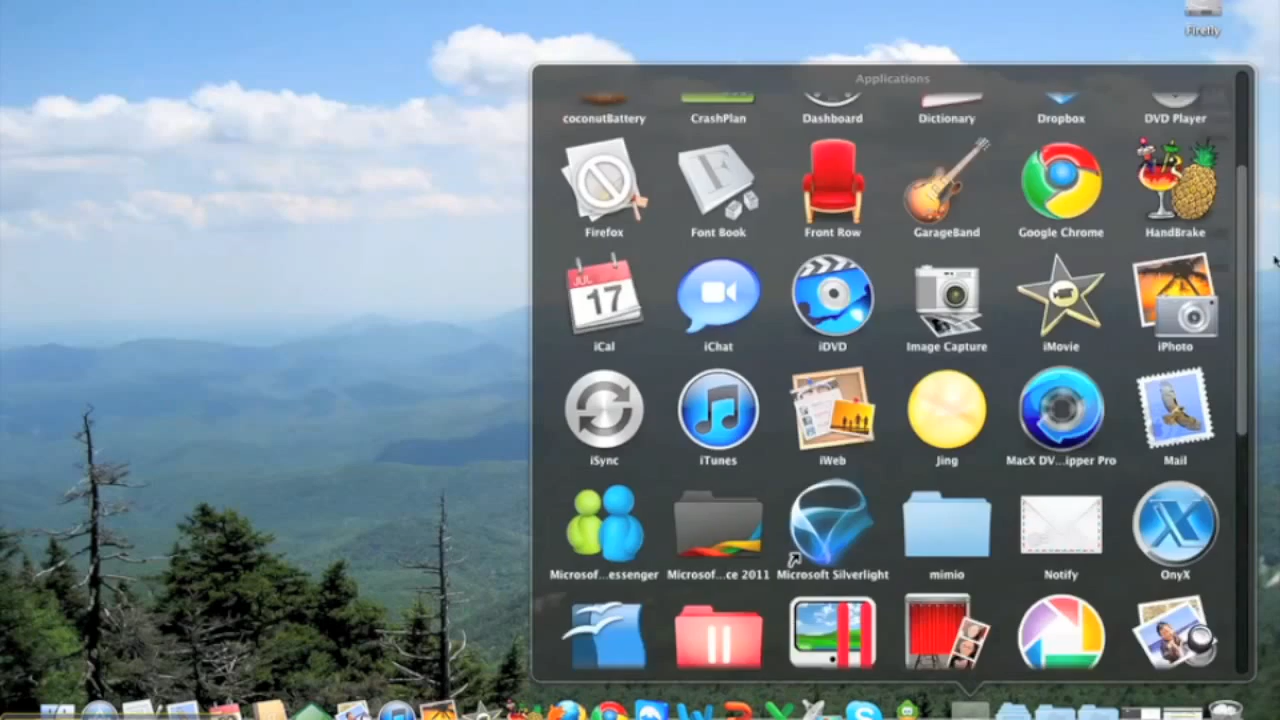 Firefly
Applications
coconutBattery CrashPlan Dashboard Dictionary Dropbox DVD Player
Firefox Font Book Front Row GarageBand Google Chrome HandBrake
JUL
17
iCal iChat iDVD Image Capture iMovie iPhoto
iSync iTunes iWeb Jing MacX DV...ipper Pro Mail
Microsof...essenger Microsof...ce 2011 Microsoft Silverlight mimio Notify OnyX